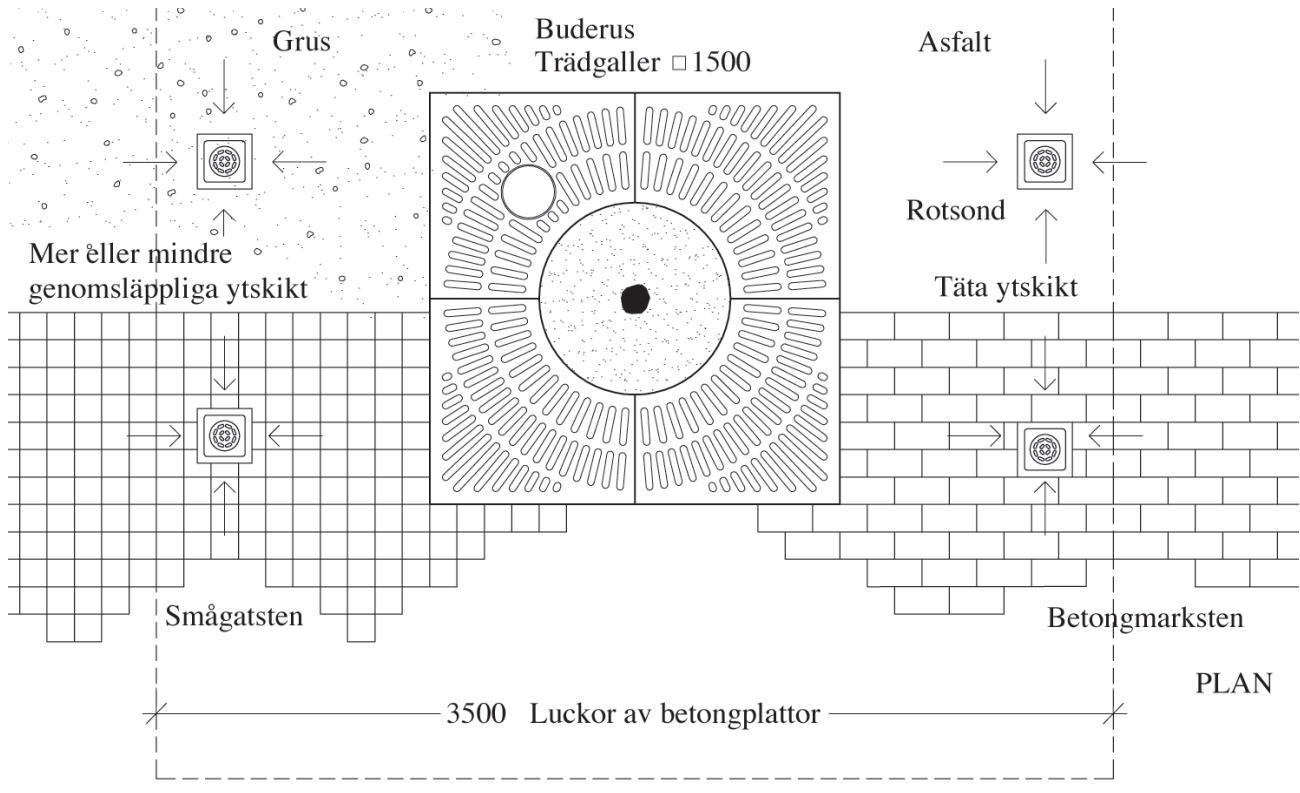 Grus
Buderus
Trädgaller □ 1500
Asfalt
Rotsond
Mer eller mindre
genomsläppliga ytskikt
Täta ytskikt
Smågatsten
Betongmarksten
PLAN
3500 Luckor av betongplattor